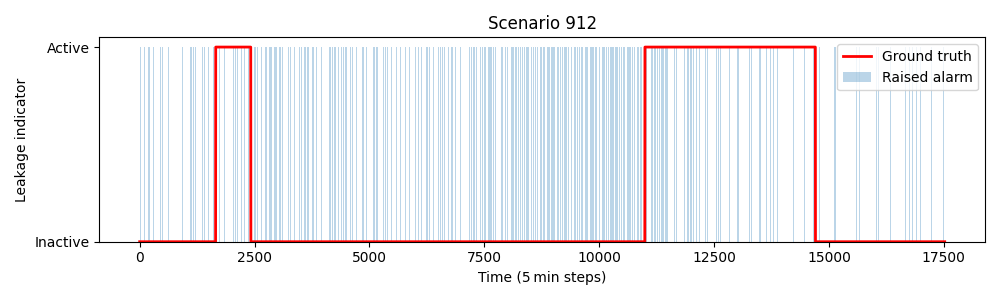 Scenario 912
Active
Inactive
Leakage indicator
Ground truth
Raised alarm
0 2500 5000 7500 10000 12500 15000 17500
Time (5 min steps)